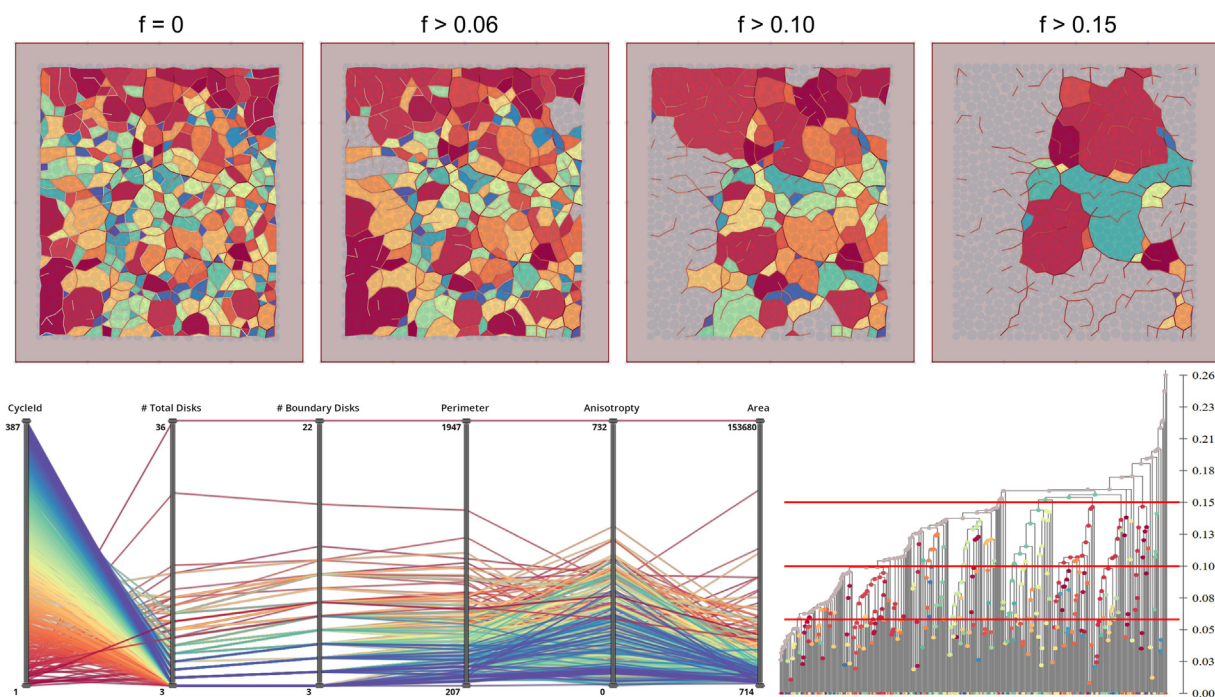 f = 0 f > 0.06 f > 0.10 f > 0.15
CycleId # Total Disks # Boundary Disks Perimeter Anisotropty Area
387 36 22 1947 732 153680
1 3 3 207 0 714
0.26
0.23
0.21
0.18
0.15
0.13
0.10
0.08
0.05
0.03
0.00